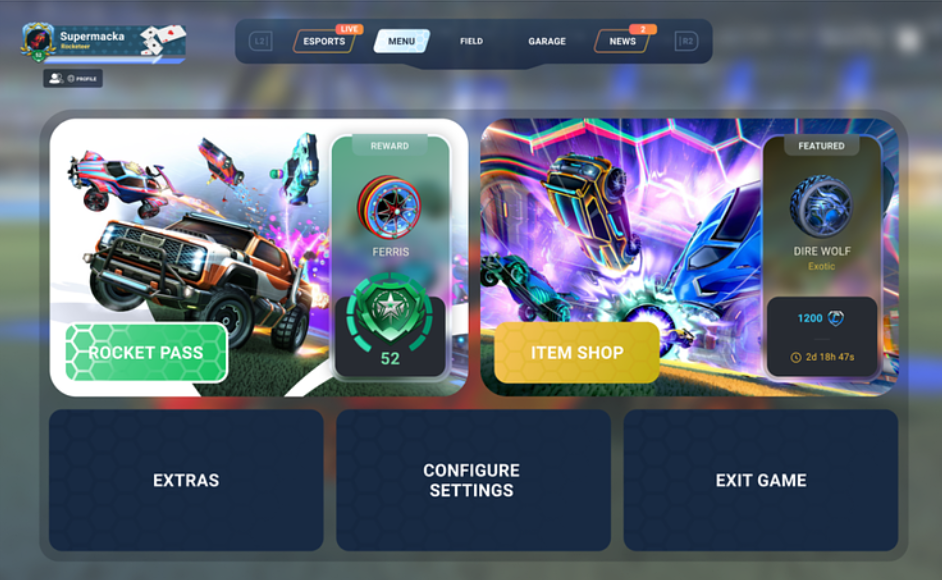 Supermacka
Rocketeer
52
PROFILE
L2
LIVE
ESPORTS
MENU
FIELD
GARAGE
2
NEWS
R2
REWARD
FERRIS
52
ROCKET PASS
FEATURED
DIRE WOLF
Exotic
1200
2d 18h 47s
ITEM SHOP
EXTRAS
CONFIGURE
SETTINGS
EXIT GAME